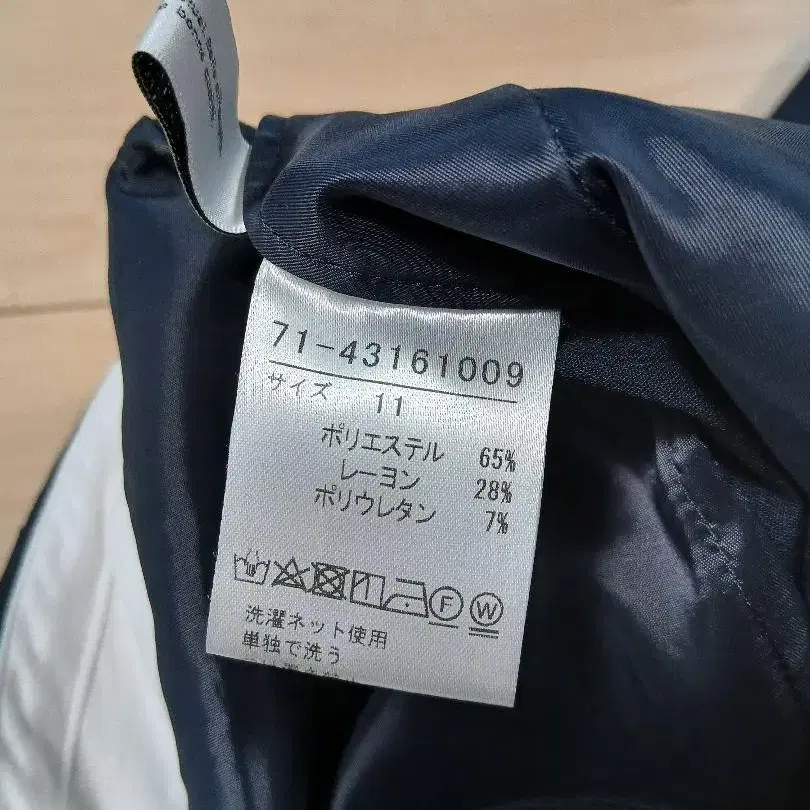 71-43161009
サイズ 11
ポリエステル 65%
レーヨン 28%
ポリウレタン 7%
F W
洗濯ネット使用
単独で洗う